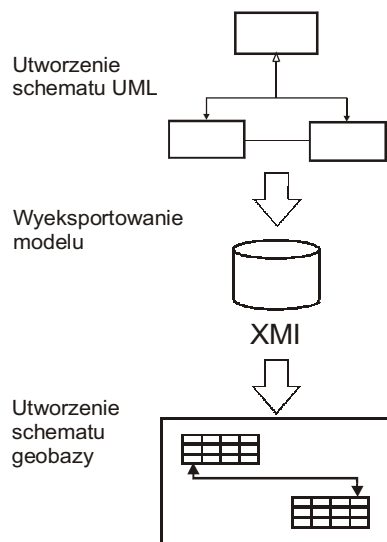 Utworzenie
schematu UML
Wyeksportowanie
modelu
XMI
Utworzenie
schematu
geobazy